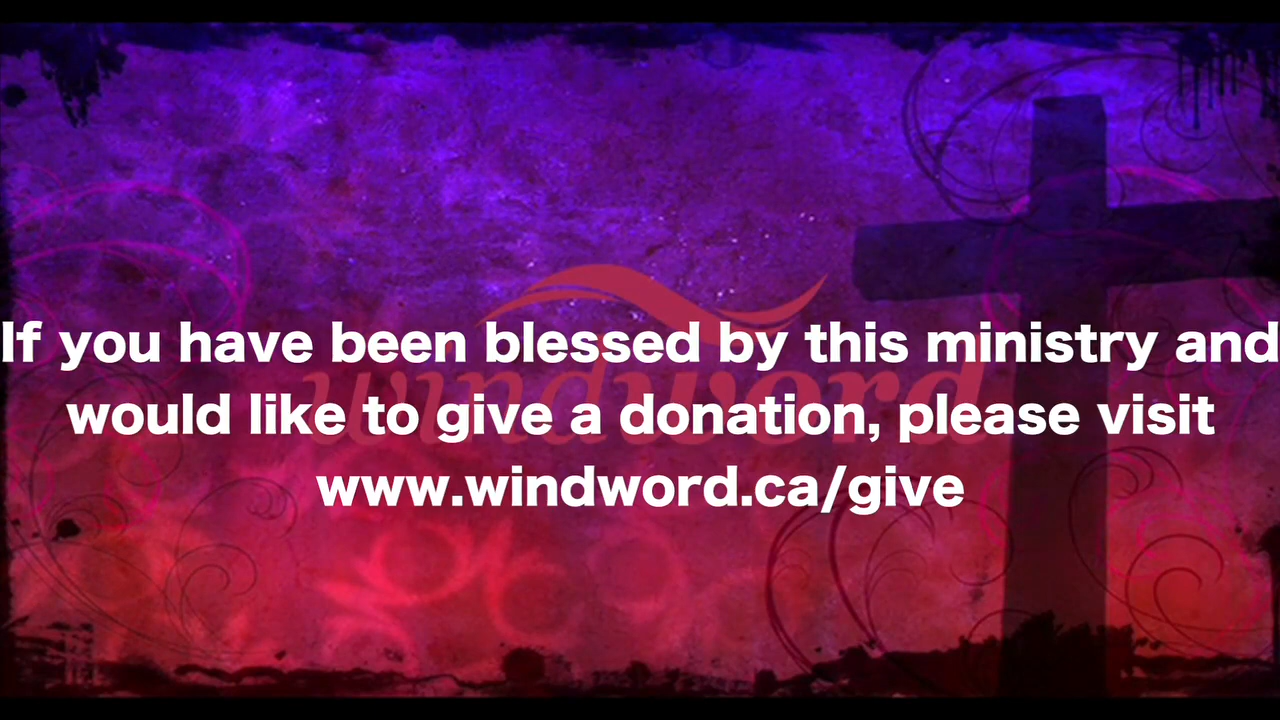 windword
If you have been blessed by this ministry and
would like to give a donation, please visit
www.windword.ca/give